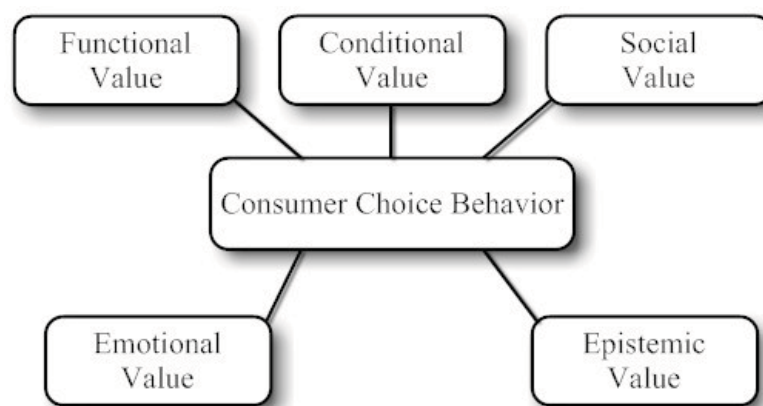 Functional
Value
Conditional
Value
Social
Value
Consumer Choice Behavior
Emotional
Value
Epistemic
Value